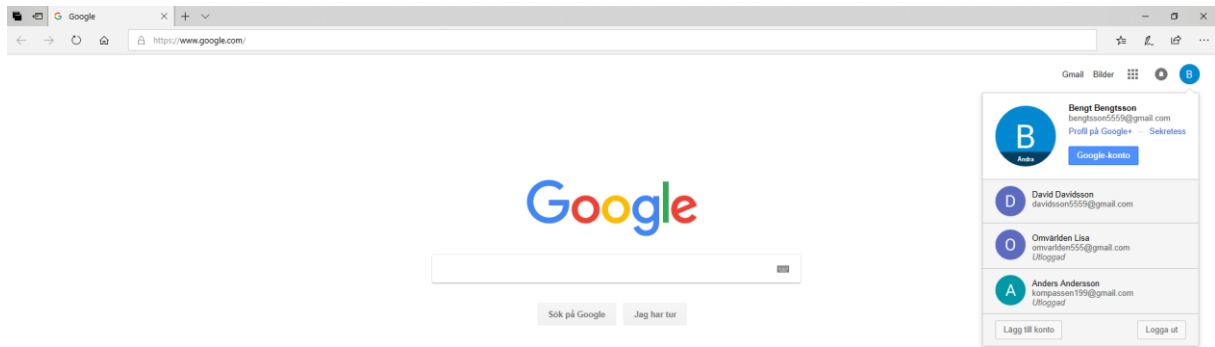 Google
https://www.google.com/
Gmail Bilder B
Google
Sök på Google Jag har tur
B
Ändra
Bengt Bengtsson
bengtsson5559@gmail.com
Profil på Google+ – Sekretess
Google-konto
D
David Davidsson
davidsson5559@gmail.com
O
Omvärlden Lisa
omvarlden555@gmail.com
Utloggad
A
Anders Andersson
kompassen199@gmail.com
Utloggad
Lägg till konto Logga ut